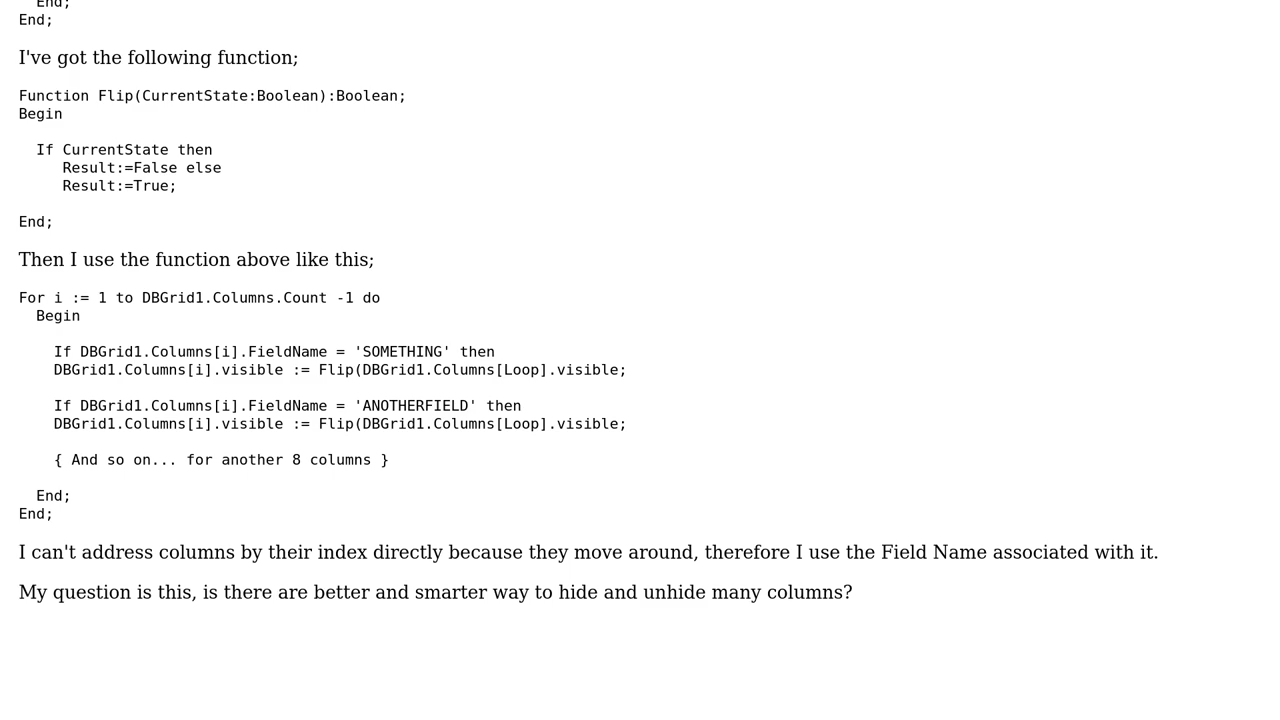 End;
End;
I've got the following function;
Function Flip(CurrentState:Boolean):Boolean;
Begin
If CurrentState then
Result:=False else
Result:=True;
End;
Then I use the function above like this;
For i := 1 to DBGrid1.Columns.Count -1 do
Begin
If DBGrid1.Columns[i].FieldName = 'SOMETHING' then
DBGrid1.Columns[i].visible := Flip(DBGrid1.Columns[Loop].visible;
If DBGrid1.Columns[i].FieldName = 'ANOTHERFIELD' then
DBGrid1.Columns[i].visible := Flip(DBGrid1.Columns[Loop].visible;
{ And so on... for another 8 columns }
End;
End;
I can't address columns by their index directly because they move around, therefore I use the Field Name associated with it.
My question is this, is there are better and smarter way to hide and unhide many columns?